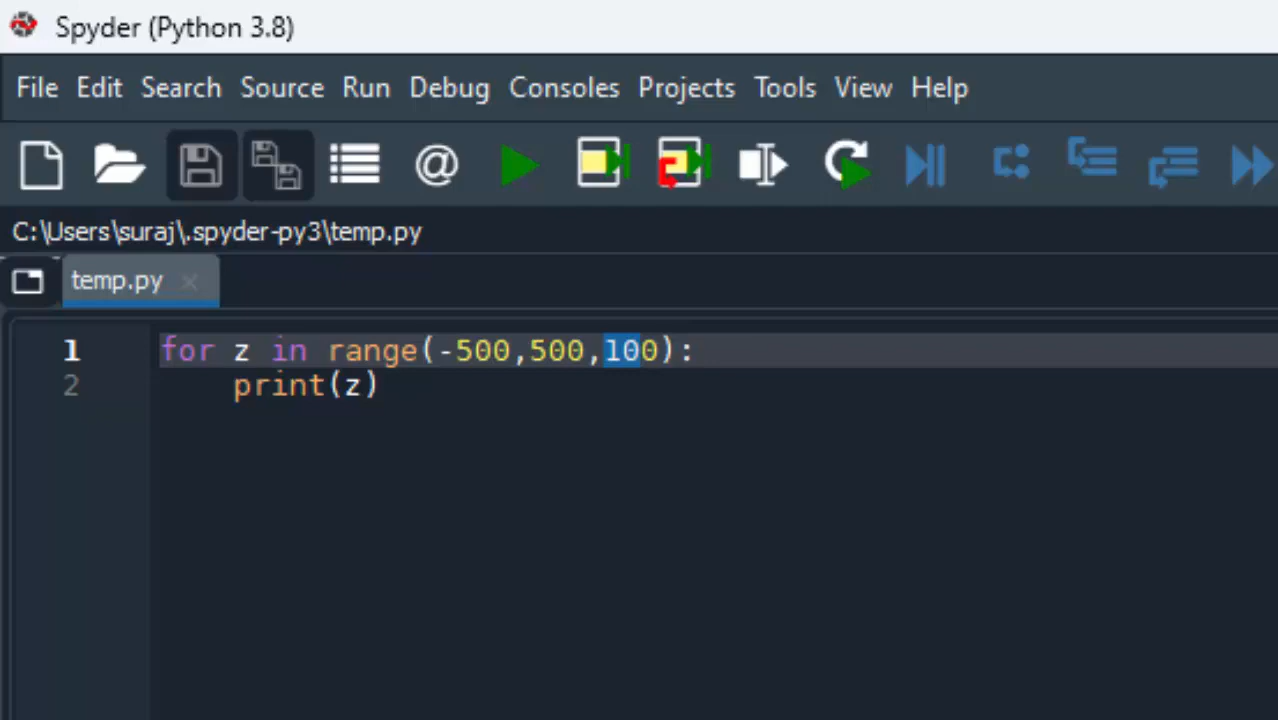 Spyder (Python 3.8)
File Edit Search Source Run Debug Consoles Projects Tools View Help
@
C:\Users\suraj\.spyder-py3\temp.py
temp.py
1 for z in range(-500,500,100):
2     print(z)